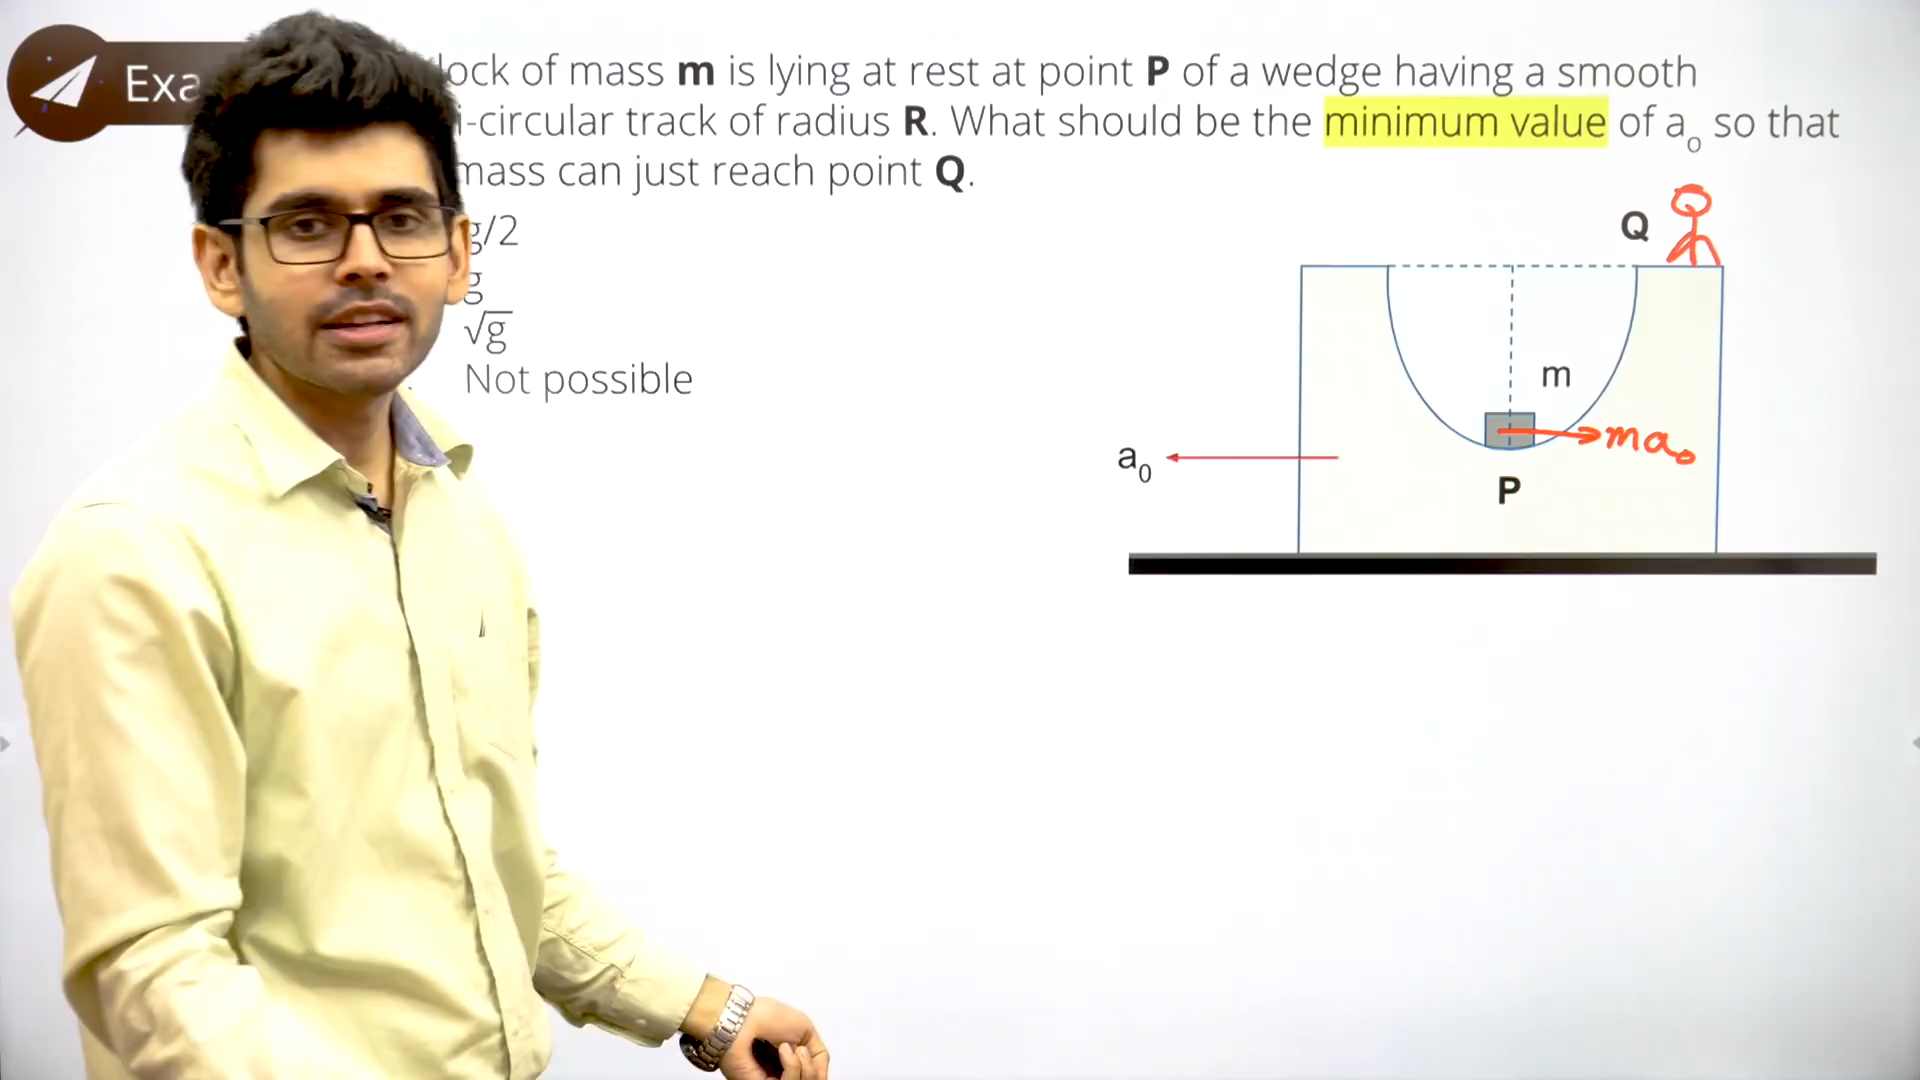 Exa
lock of mass m is lying at rest at point P of a wedge having a smooth
i-circular track of radius R. What should be the minimum value of a₀ so that
mass can just reach point Q.
g/2
g
√g
Not possible
Q
m
ma₀
a₀
P